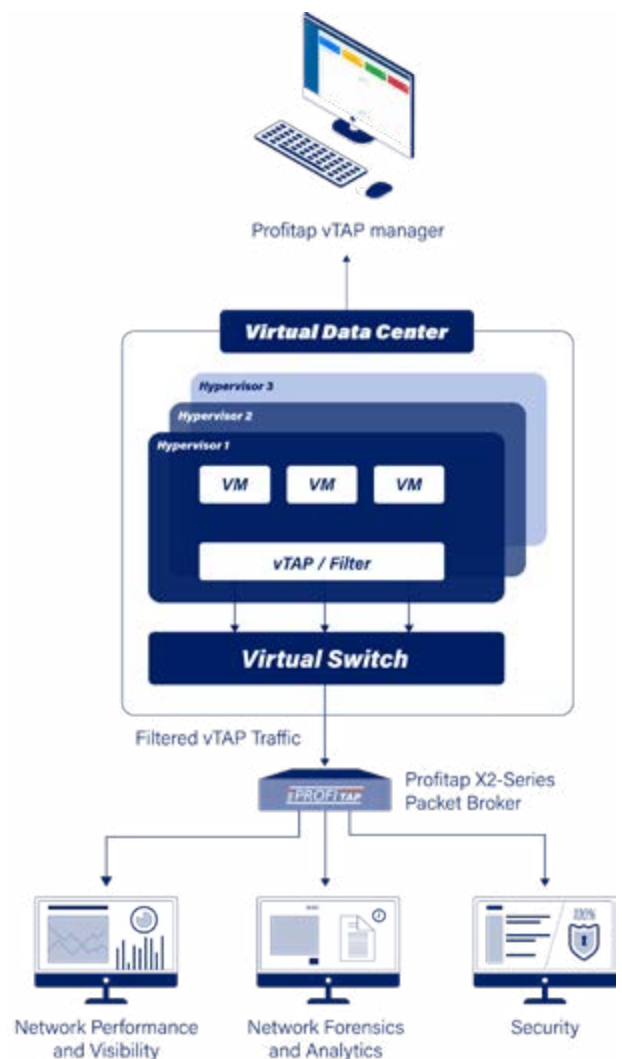 Profitap vTAP manager
Virtual Data Center
Hypervisor 3
Hypervisor 2
Hypervisor 1
VM
VM
VM
vTAP / Filter
Virtual Switch
Filtered vTAP Traffic
PROFITAP
Profitap X2-Series
Packet Broker
100%
Network Performance
and Visibility
Network Forensics
and Analytics
Security